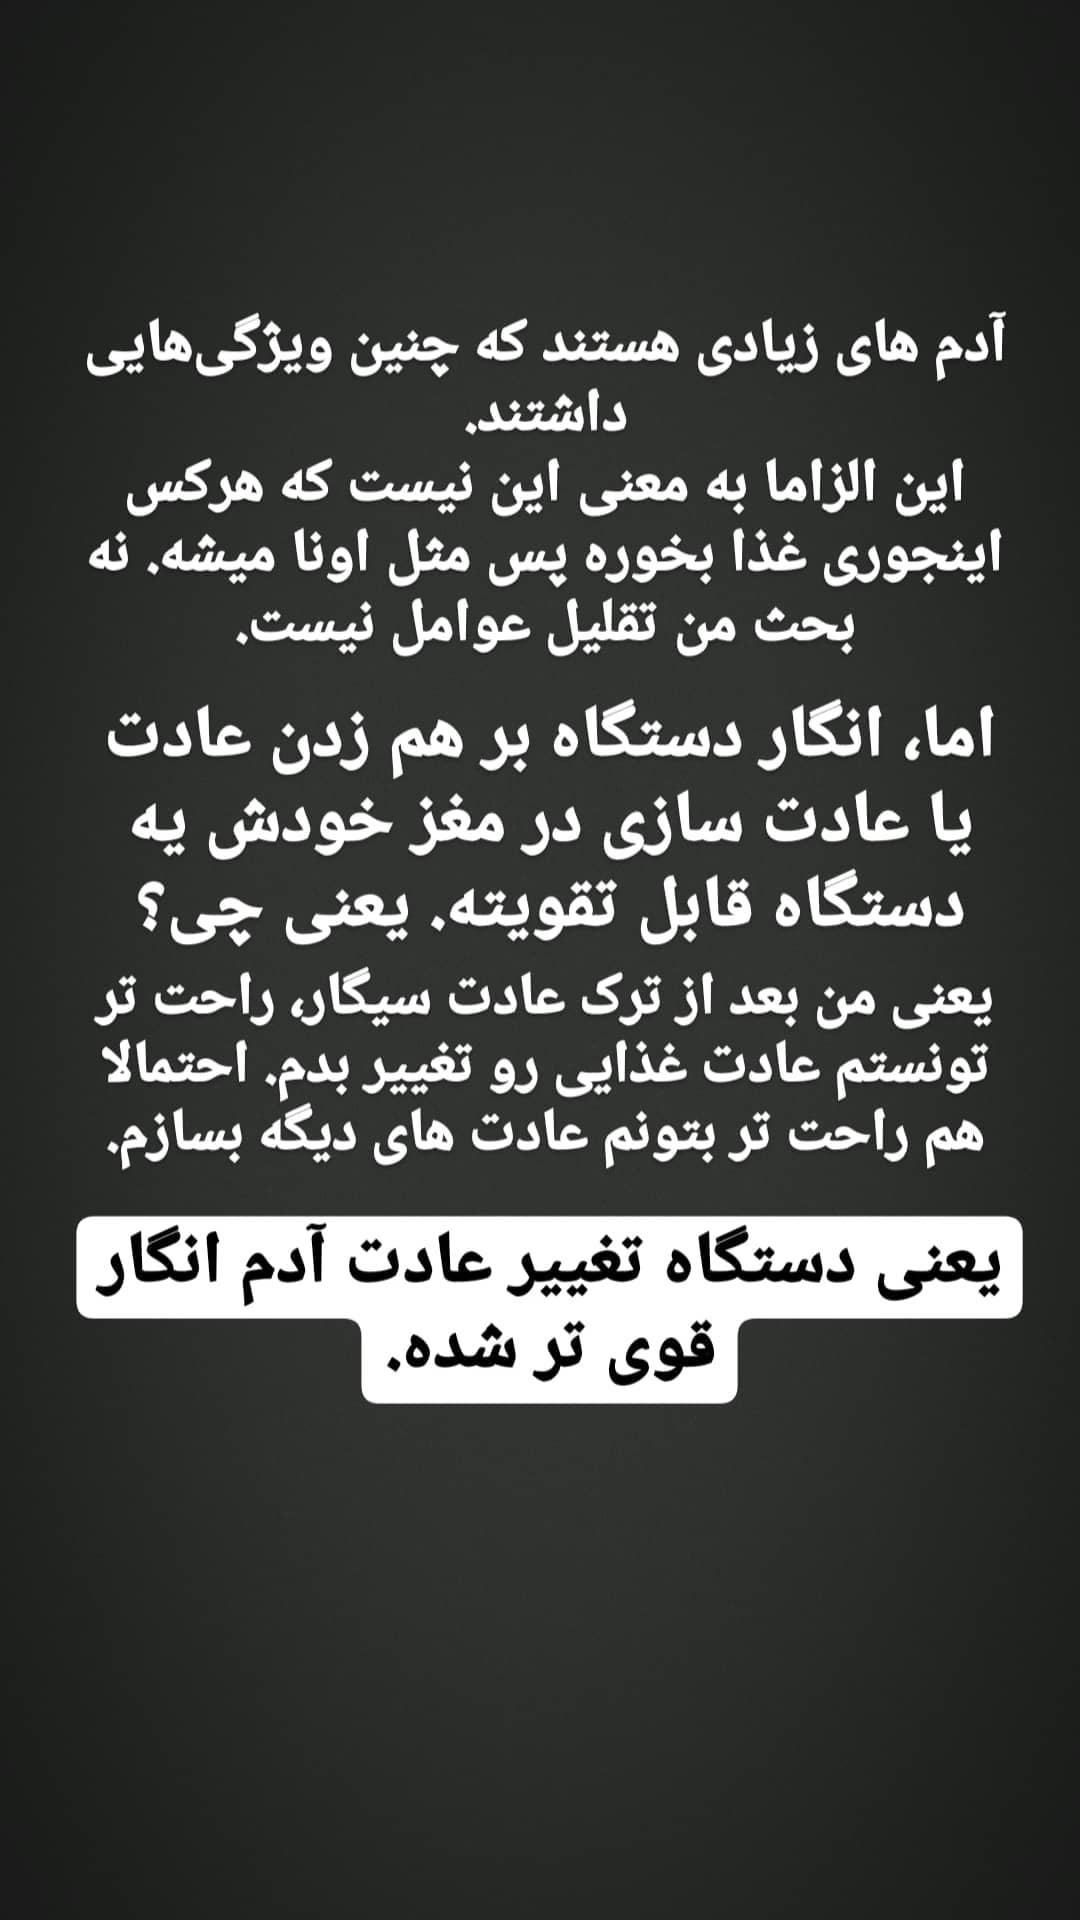 آدم های زیادی هستند که چنین ویژگی‌هایی
داشتند.
این الزاما به معنی این نیست که هرکس
اینجوری غذا بخوره پس مثل اونا میشه. نه
بحث من تقلیل عوامل نیست.
اما، انگار دستگاه بر هم زدن عادت
یا عادت سازی در مغز خودش یه
دستگاه قابل تقویته. یعنی چی؟
یعنی من بعد از ترک عادت سیگار، راحت تر
تونستم عادت غذایی رو تغییر بدم. احتمالا
هم راحت تر بتونم عادت های دیگه بسازم.
یعنی دستگاه تغییر عادت آدم انگار
قوی تر شده.